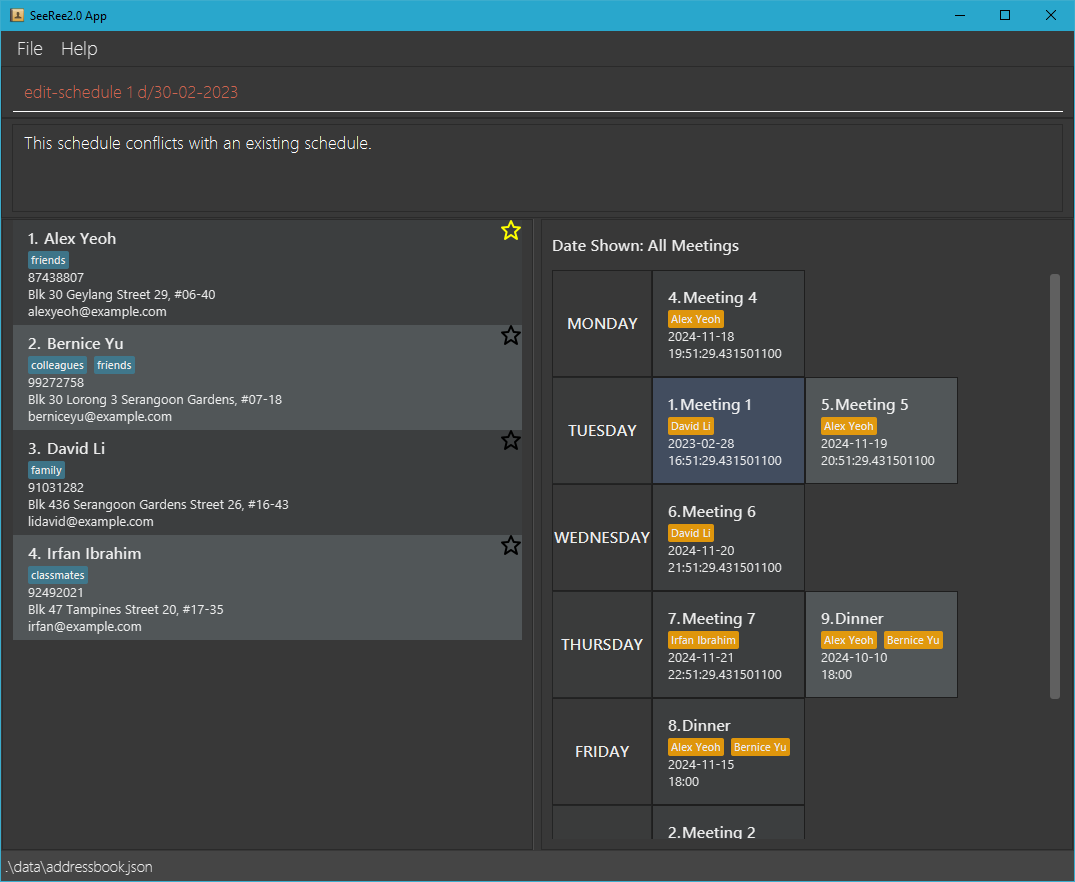 SeeRee2.0 App
File Help
edit-schedule 1 d/30-02-2023
This schedule conflicts with an existing schedule.
1. Alex Yeoh
friends
87438807
Blk 30 Geylang Street 29, #06-40
alexyeoh@example.com
2. Bernice Yu
colleagues friends
99272758
Blk 30 Lorong 3 Serangoon Gardens, #07-18
berniceyu@example.com
3. David Li
family
91031282
Blk 436 Serangoon Gardens Street 26, #16-43
lidavid@example.com
4. Irfan Ibrahim
classmates
92492021
Blk 47 Tampines Street 20, #17-35
irfan@example.com
Date Shown: All Meetings
MONDAY
4.Meeting 4
Alex Yeoh
2024-11-18
19:51:29.431501100
TUESDAY
1.Meeting 1
David Li
2023-02-28
16:51:29.431501100
5.Meeting 5
Alex Yeoh
2024-11-19
20:51:29.431501100
WEDNESDAY
6.Meeting 6
David Li
2024-11-20
21:51:29.431501100
THURSDAY
7.Meeting 7
Irfan Ibrahim
2024-11-21
22:51:29.431501100
9.Dinner
Alex Yeoh Bernice Yu
2024-10-10
18:00
FRIDAY
8.Dinner
Alex Yeoh Bernice Yu
2024-11-15
18:00
2.Meeting 2
.\data\addressbook.json